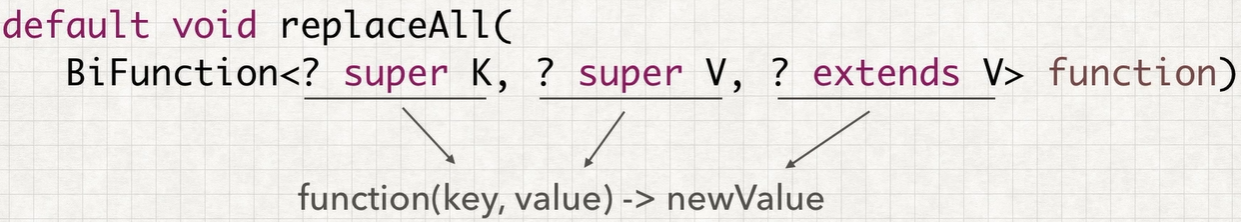 default void replaceAll(
BiFunction<? super K, ? super V, ? extends V> function)
function(key, value) -> newValue